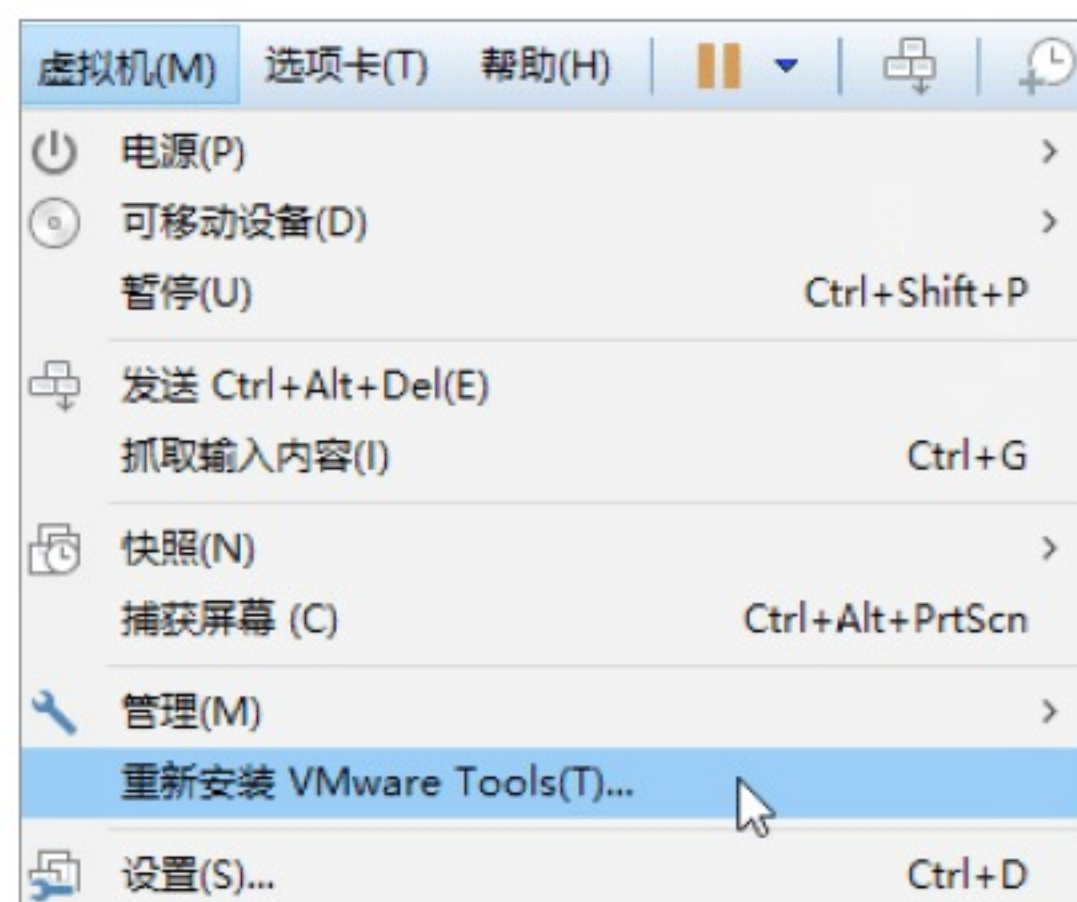 虚拟机(M) 选项卡(T) 帮助(H)
电源(P)
可移动设备(D)
暂停(U) Ctrl+Shift+P
发送 Ctrl+Alt+Del(E)
抓取输入内容(I) Ctrl+G
快照(N)
捕获屏幕 (C) Ctrl+Alt+PrtScn
管理(M)
重新安装 VMware Tools(T)...
设置(S)... Ctrl+D